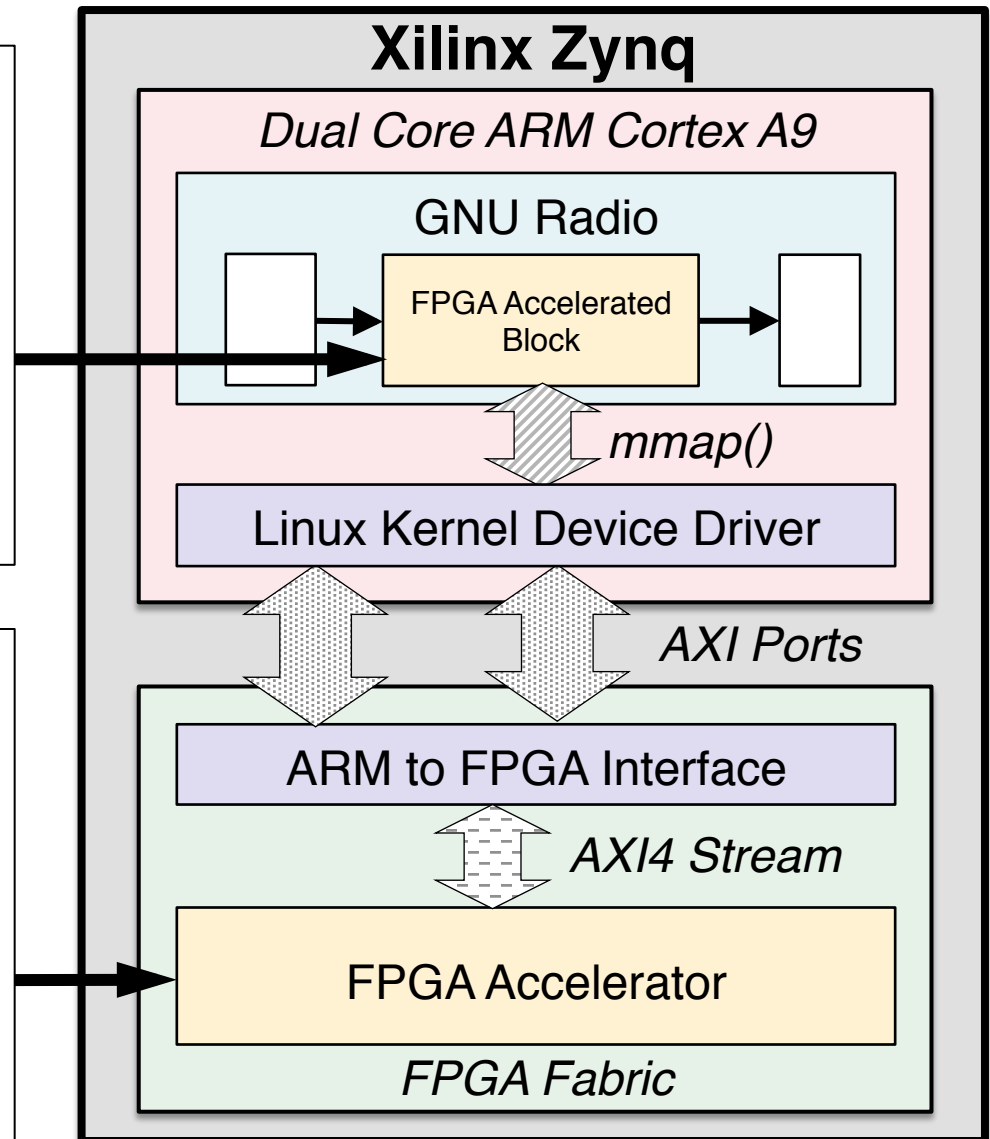 Xilinx Zynq
Dual Core ARM Cortex A9
GNU Radio
FPGA Accelerated
Block
mmap()
Linux Kernel Device Driver
AXI Ports
ARM to FPGA Interface
AXI4 Stream
FPGA Accelerator
FPGA Fabric